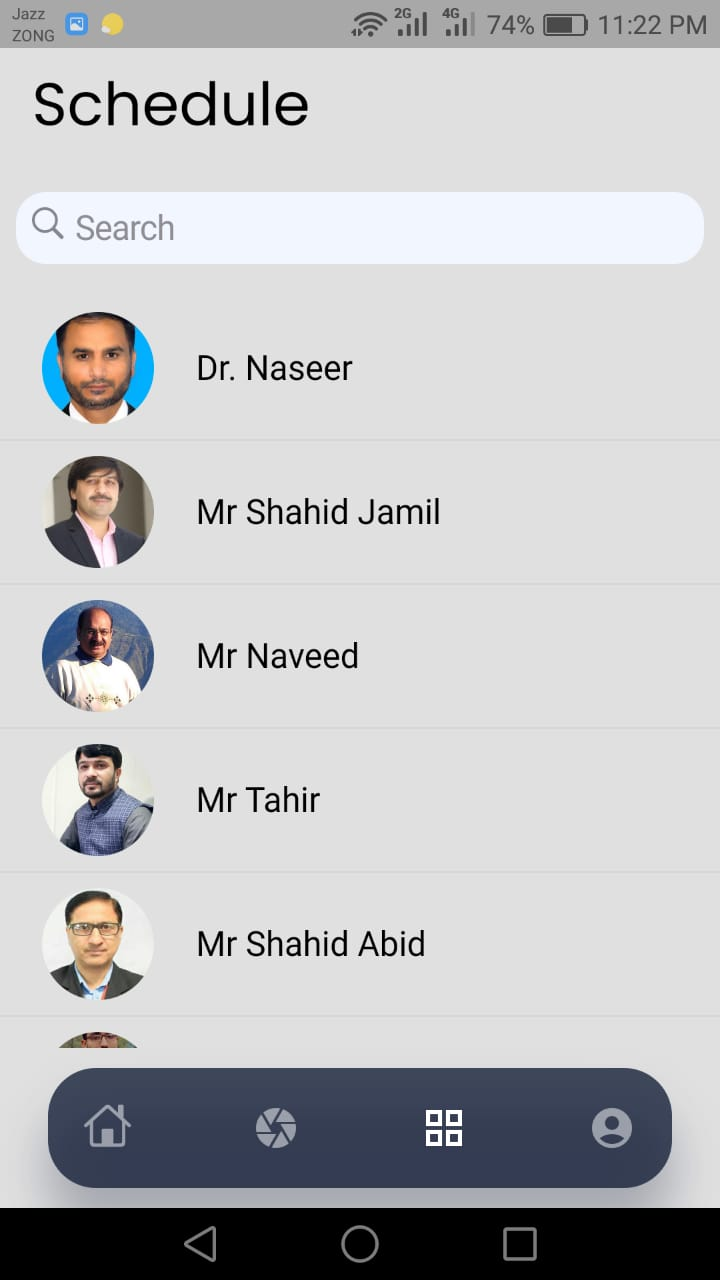 Jazz
ZONG
2G
4G
74%
11:22 PM
Schedule
Search
Dr. Naseer
Mr Shahid Jamil
Mr Naveed
Mr Tahir
Mr Shahid Abid